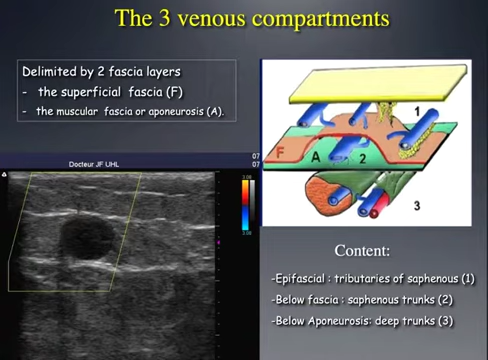 The 3 venous compartments
Delimited by 2 fascia layers
- the superficial fascia (F)
- the muscular fascia or aponeurosis (A).
Docteur JF UHL
07
07
3.08
3.08
1
F
A
2
3
Content:
-Epifascial : tributaries of saphenous (1)
-Below fascia : saphenous trunks (2)
-Below Aponeurosis: deep trunks (3)